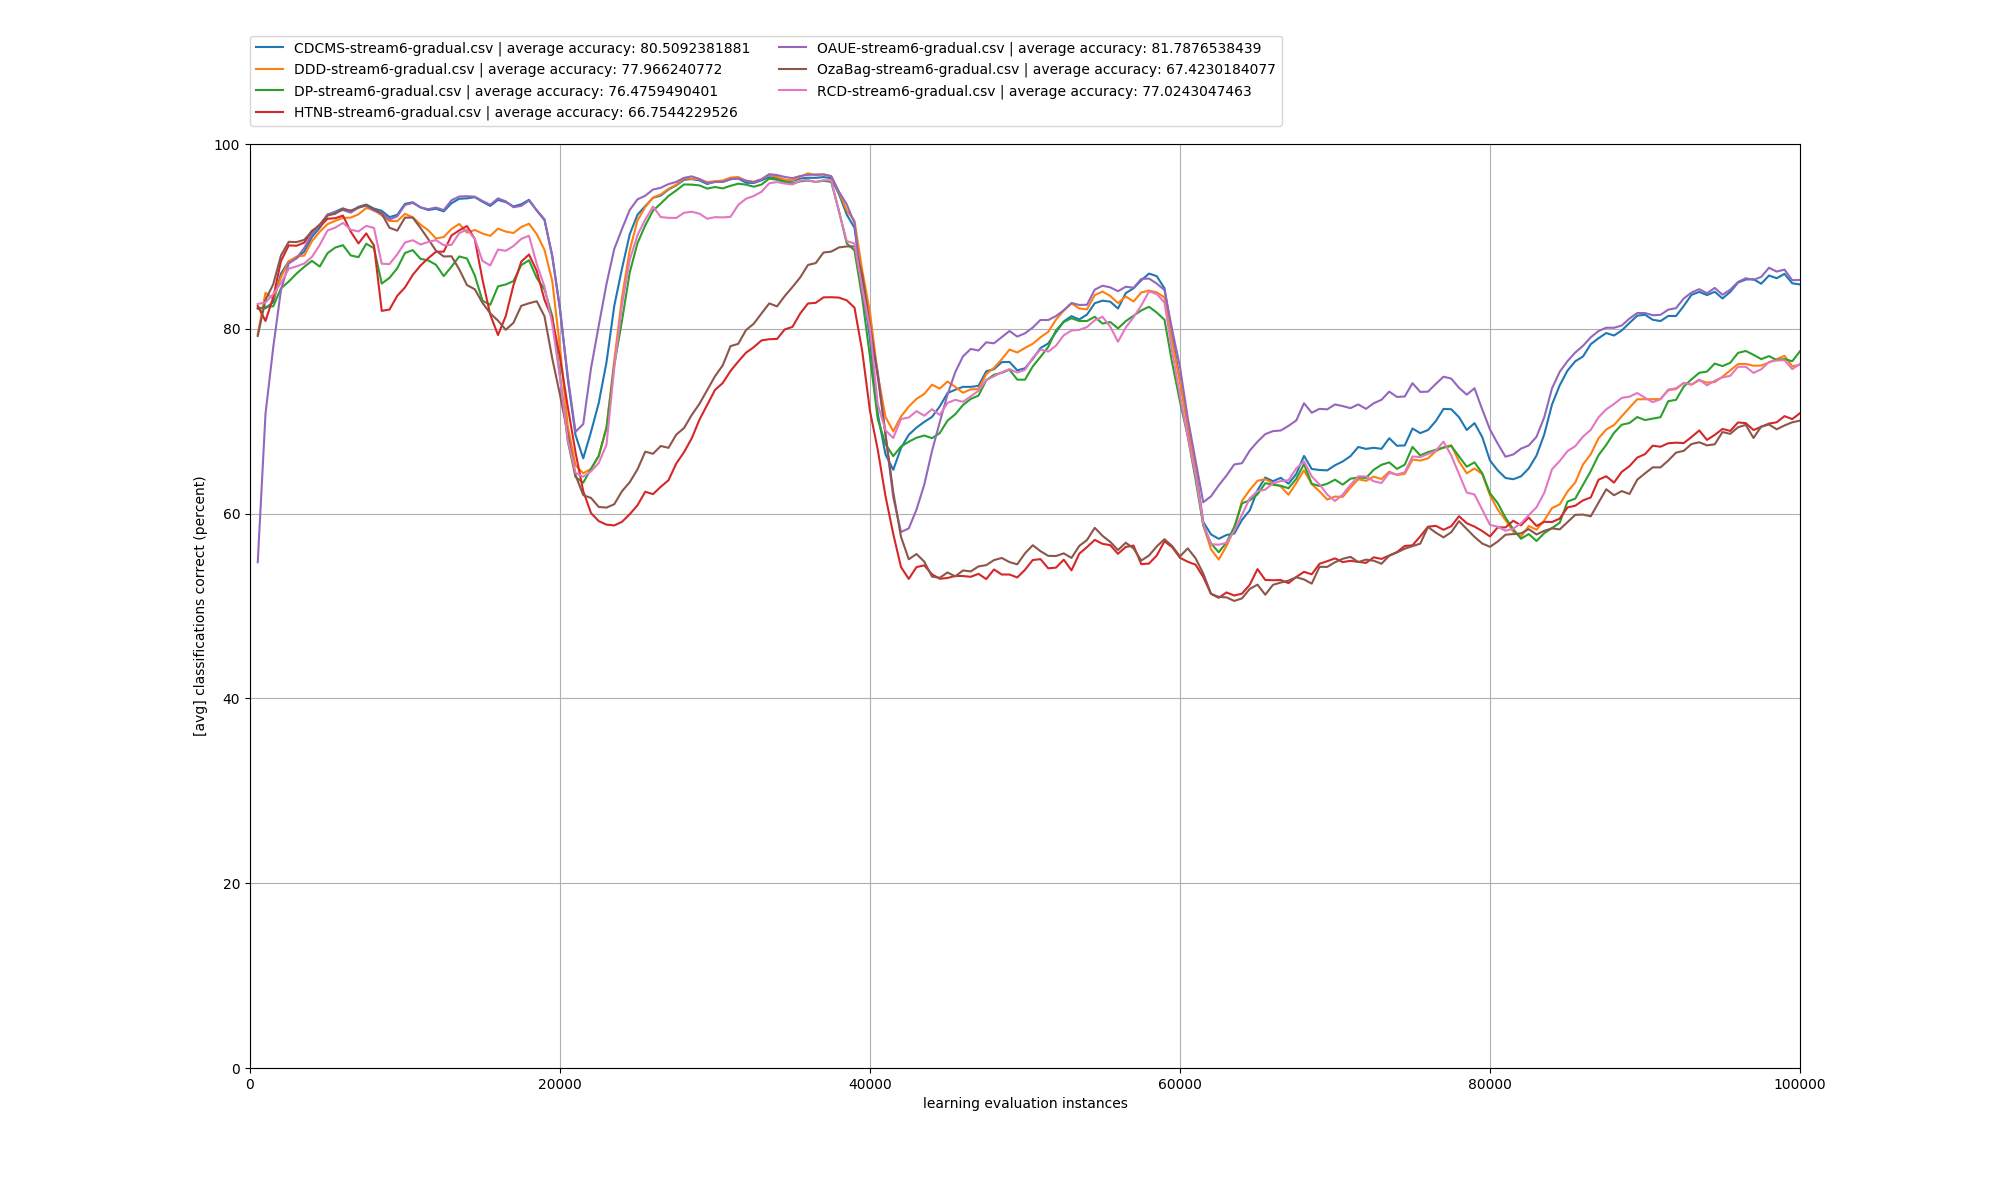 CDCMS-stream6-gradual.csv | average accuracy: 80.5092381881
DDD-stream6-gradual.csv | average accuracy: 77.966240772
DP-stream6-gradual.csv | average accuracy: 76.4759490401
HTNB-stream6-gradual.csv | average accuracy: 66.7544229526
OAUE-stream6-gradual.csv | average accuracy: 81.7876538439
OzaBag-stream6-gradual.csv | average accuracy: 67.4230184077
RCD-stream6-gradual.csv | average accuracy: 77.0243047463
[avg] classifications correct (percent)
100
80
60
40
20
0
0 20000 40000 60000 80000 100000
learning evaluation instances